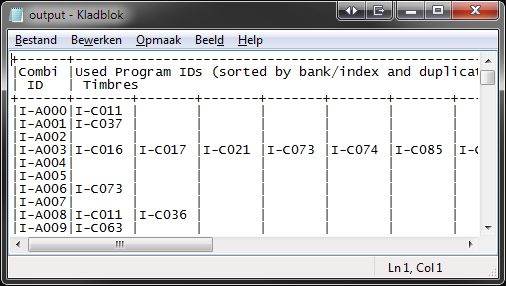 output - Kladblok
Bestand Bewerken Opmaak Beeld Help
+------+--------------------------------------------------------
|Combi |Used Program IDs (sorted by bank/index and duplicat
| ID   | Timbres
+------+-------+-------+-------+-------+-------+-------+---
|I-A000|I-C011 |       |       |       |       |       |
|I-A001|I-C037 |       |       |       |       |       |
|I-A002|       |       |       |       |       |       |
|I-A003|I-C016 |I-C017 |I-C021 |I-C073 |I-C074 |I-C085 |I-C
|I-A004|       |       |       |       |       |       |
|I-A005|       |       |       |       |       |       |
|I-A006|I-C073 |       |       |       |       |       |
|I-A007|       |       |       |       |       |       |
|I-A008|I-C011 |I-C036 |       |       |       |       |
|I-A009|I-C063 |       |       |       |       |       |
Ln 1, Col 1